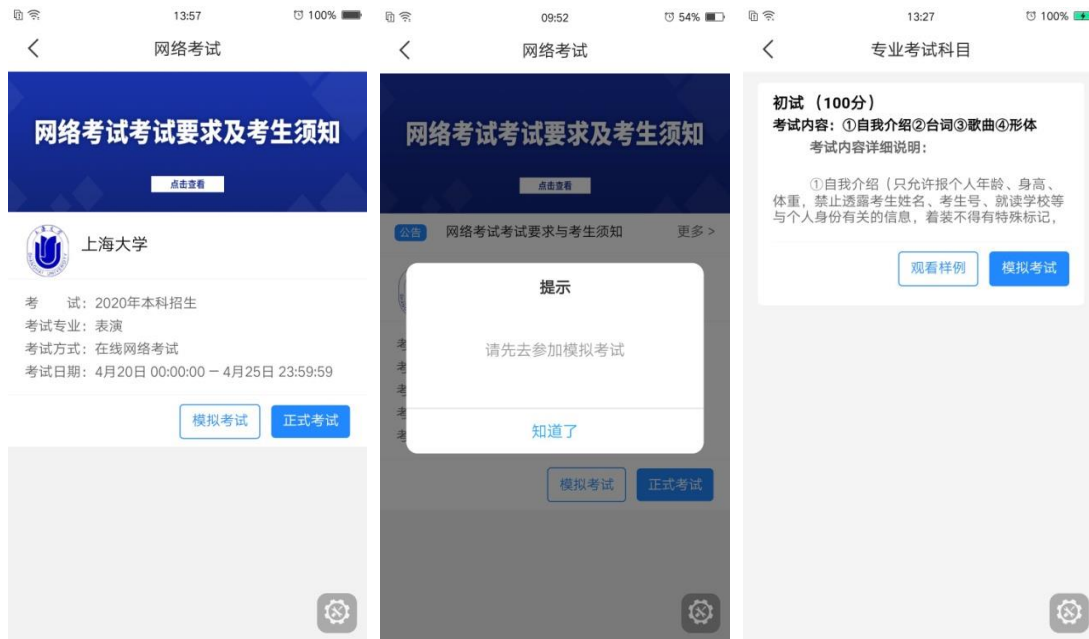 13:57
100%
网络考试
网络考试考试要求及考生须知
点击查看
上海大学
考 试：2020年本科招生
考试专业：表演
考试方式：在线网络考试
考试日期：4月20日 00:00:00 — 4月25日 23:59:59
模拟考试
正式考试
09:52
54%
网络考试
网络考试考试要求及考生须知
点击查看
公告 网络考试考试要求与考生须知 更多 >
提示
请先去参加模拟考试
考
考
考
考
考
知道了
模拟考试
正式考试
13:27
100%
专业考试科目
初试（100分）
考试内容：①自我介绍②台词③歌曲④形体
考试内容详细说明：
①自我介绍（只允许报个人年龄、身高、
体重，禁止透露考生姓名、考生号、就读学校等
与个人身份有关的信息，着装不得有特殊标记，
观看样例
模拟考试